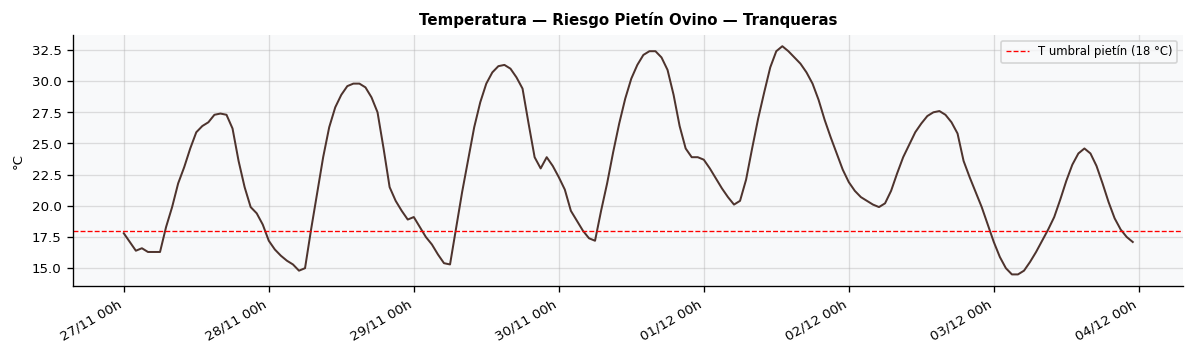 Temperatura — Riesgo Pietín Ovino — Tranqueras
T umbral pietín (18 °C)
°C
32.5
30.0
27.5
25.0
22.5
20.0
17.5
15.0
27/11 00h
28/11 00h
29/11 00h
30/11 00h
01/12 00h
02/12 00h
03/12 00h
04/12 00h